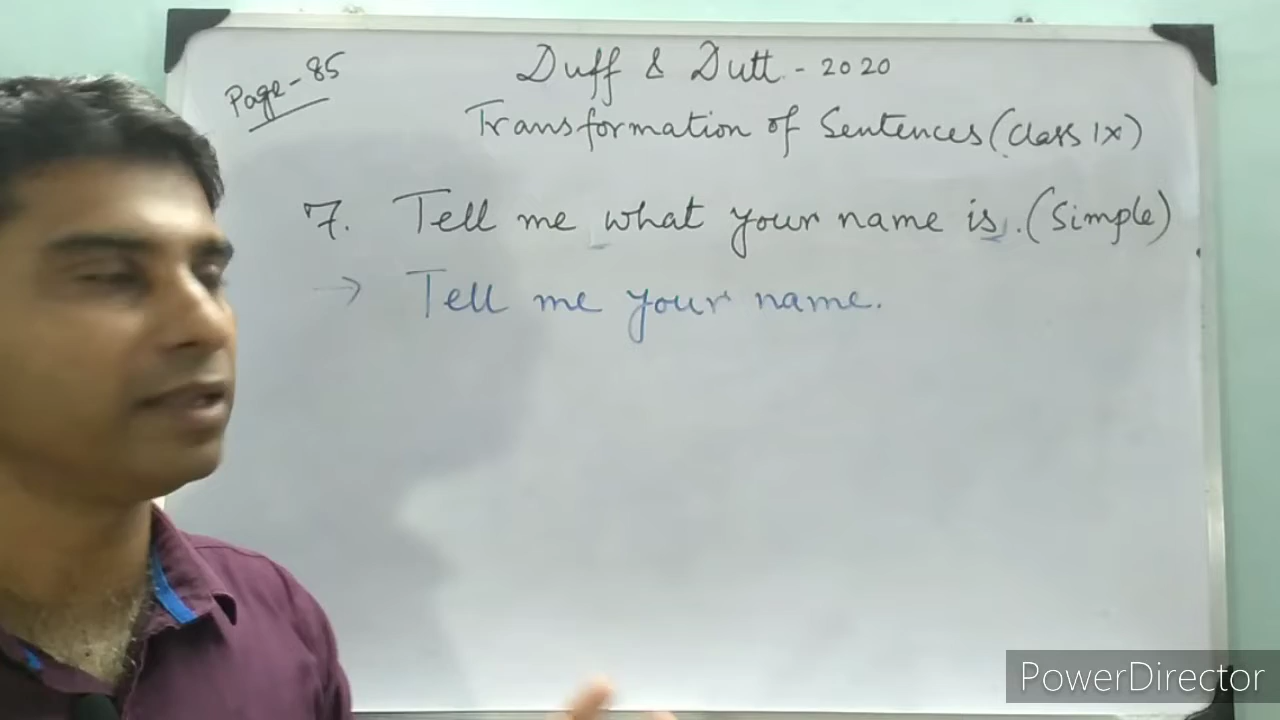 Page-85
Duff & Dutt - 2020
Transformation of Sentences (Class IX)
7. Tell me what your name is. (Simple)
→ Tell me your name.
PowerDirector